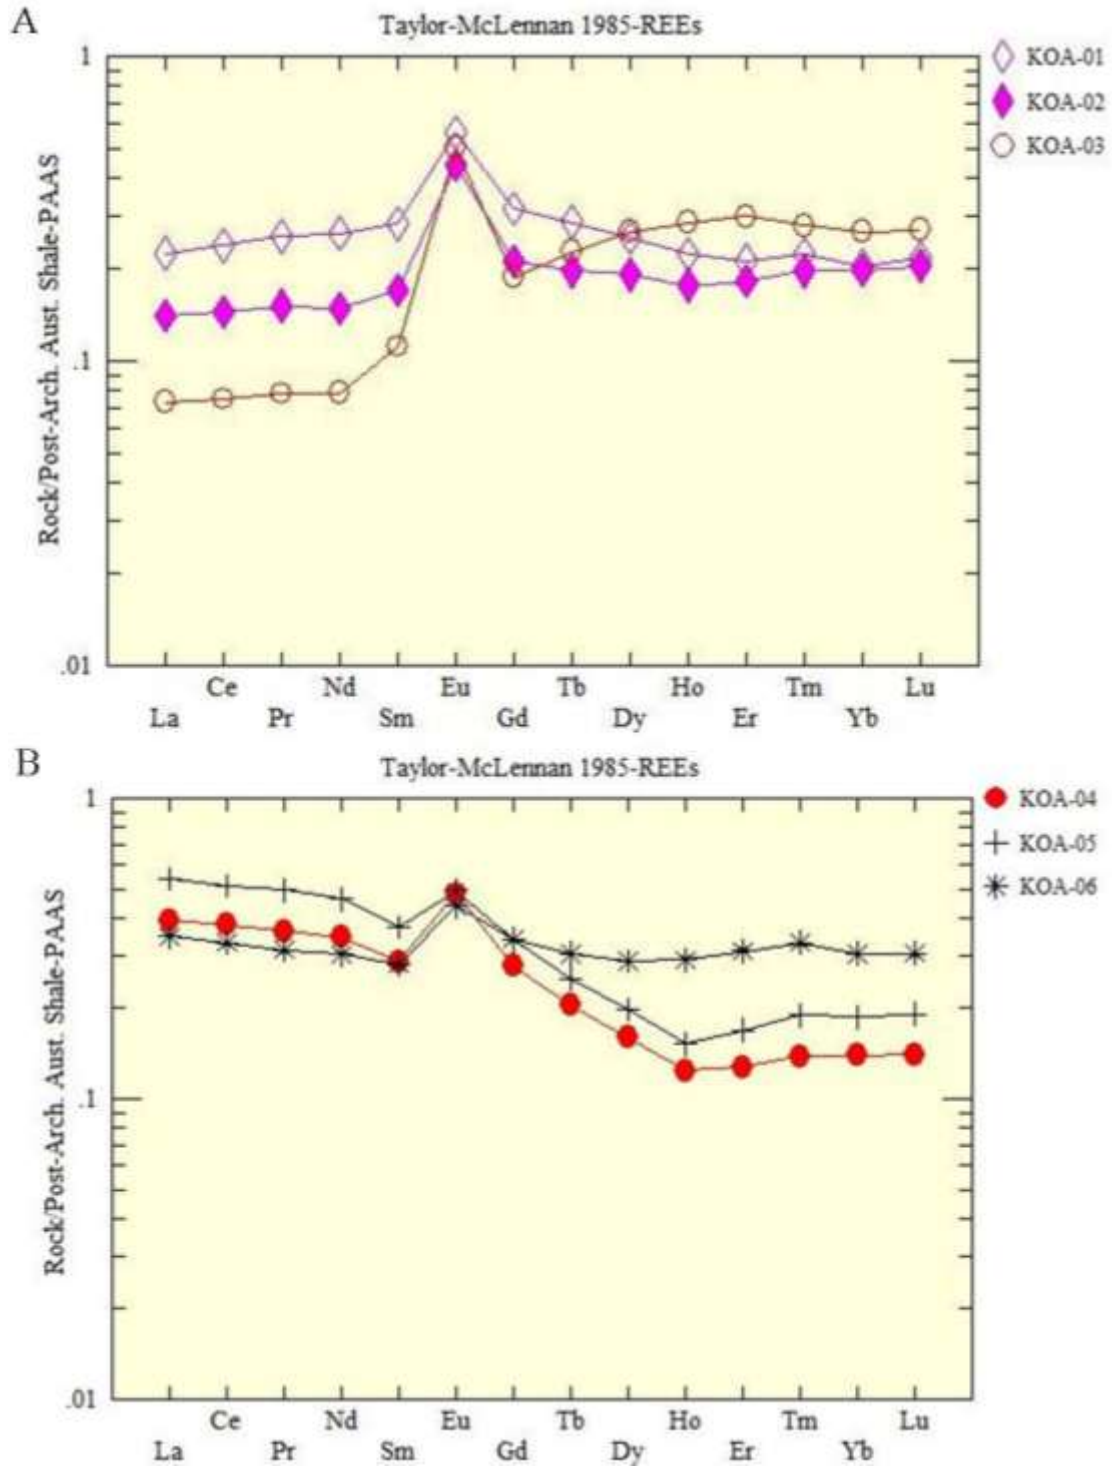 A
Taylor-McLennan 1985-REEs
1
.1
.01
Rock/Post-Arch. Aust. Shale-PAAS
KOA-01
KOA-02
KOA-03
Ce Nd Eu Tb Ho Tm Lu
La Pr Sm Gd Dy Er Yb
B
Taylor-McLennan 1985-REEs
1
.1
.01
Rock/Post-Arch. Aust. Shale-PAAS
KOA-04
KOA-05
KOA-06
Ce Nd Eu Tb Ho Tm Lu
La Pr Sm Gd Dy Er Yb